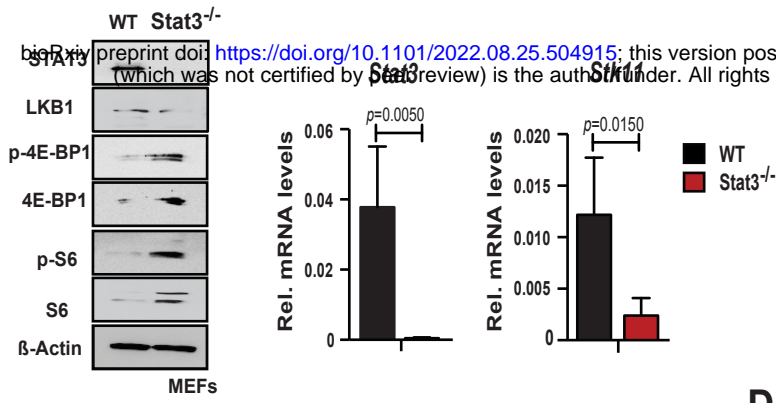 WT Stat3-/-
bioRxiv preprint doi: https://doi.org/10.1101/2022.08.25.504915; this version pos
(which was not certified by peer review) is the author/funder. All rights
STAT3
LKB1
p-4E-BP1
4E-BP1
p-S6
S6
ß-Actin
MEFs
Stat3
p=0.0050
Rel. mRNA levels
0.06
0.04
0.02
0
Stk11
p=0.0150
Rel. mRNA levels
0.020
0.015
0.010
0.005
0
WT
Stat3-/-
D